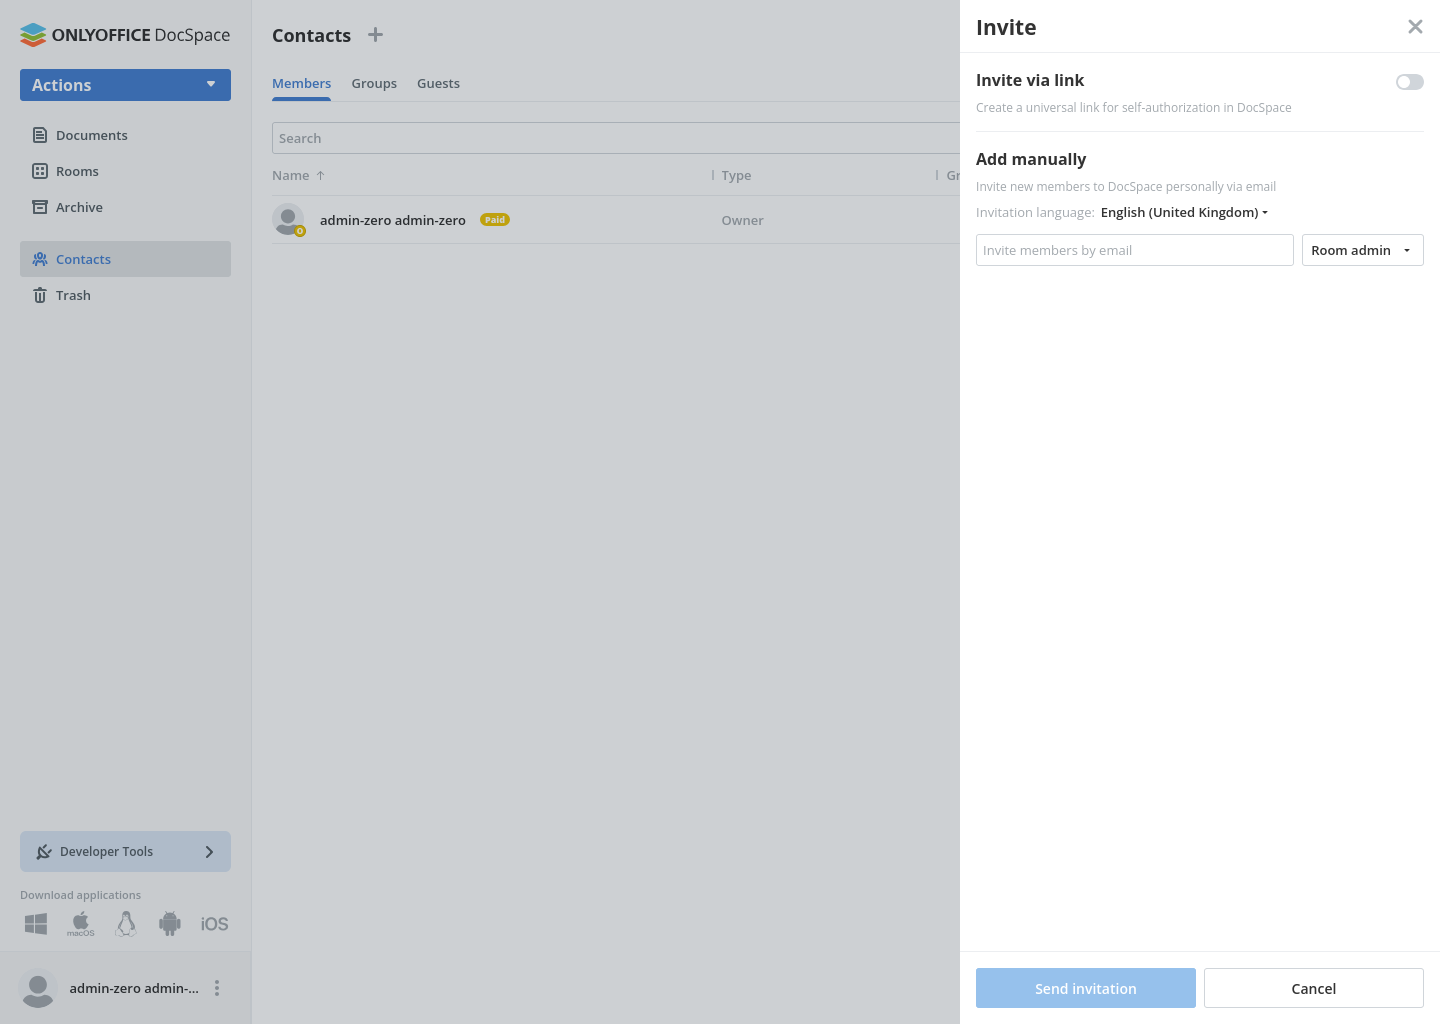 ONLYOFFICE DocSpace
Actions
Documents
Rooms
Archive
Contacts
Trash
Developer Tools
Download applications
macOS
iOS
admin-zero admin-...
Contacts
Members Groups Guests
Search
Name Type Gr
admin-zero admin-zero Paid Owner
O
Invite
Invite via link
Create a universal link for self-authorization in DocSpace
Add manually
Invite new members to DocSpace personally via email
Invitation language: English (United Kingdom)
Invite members by email Room admin
Send invitation Cancel